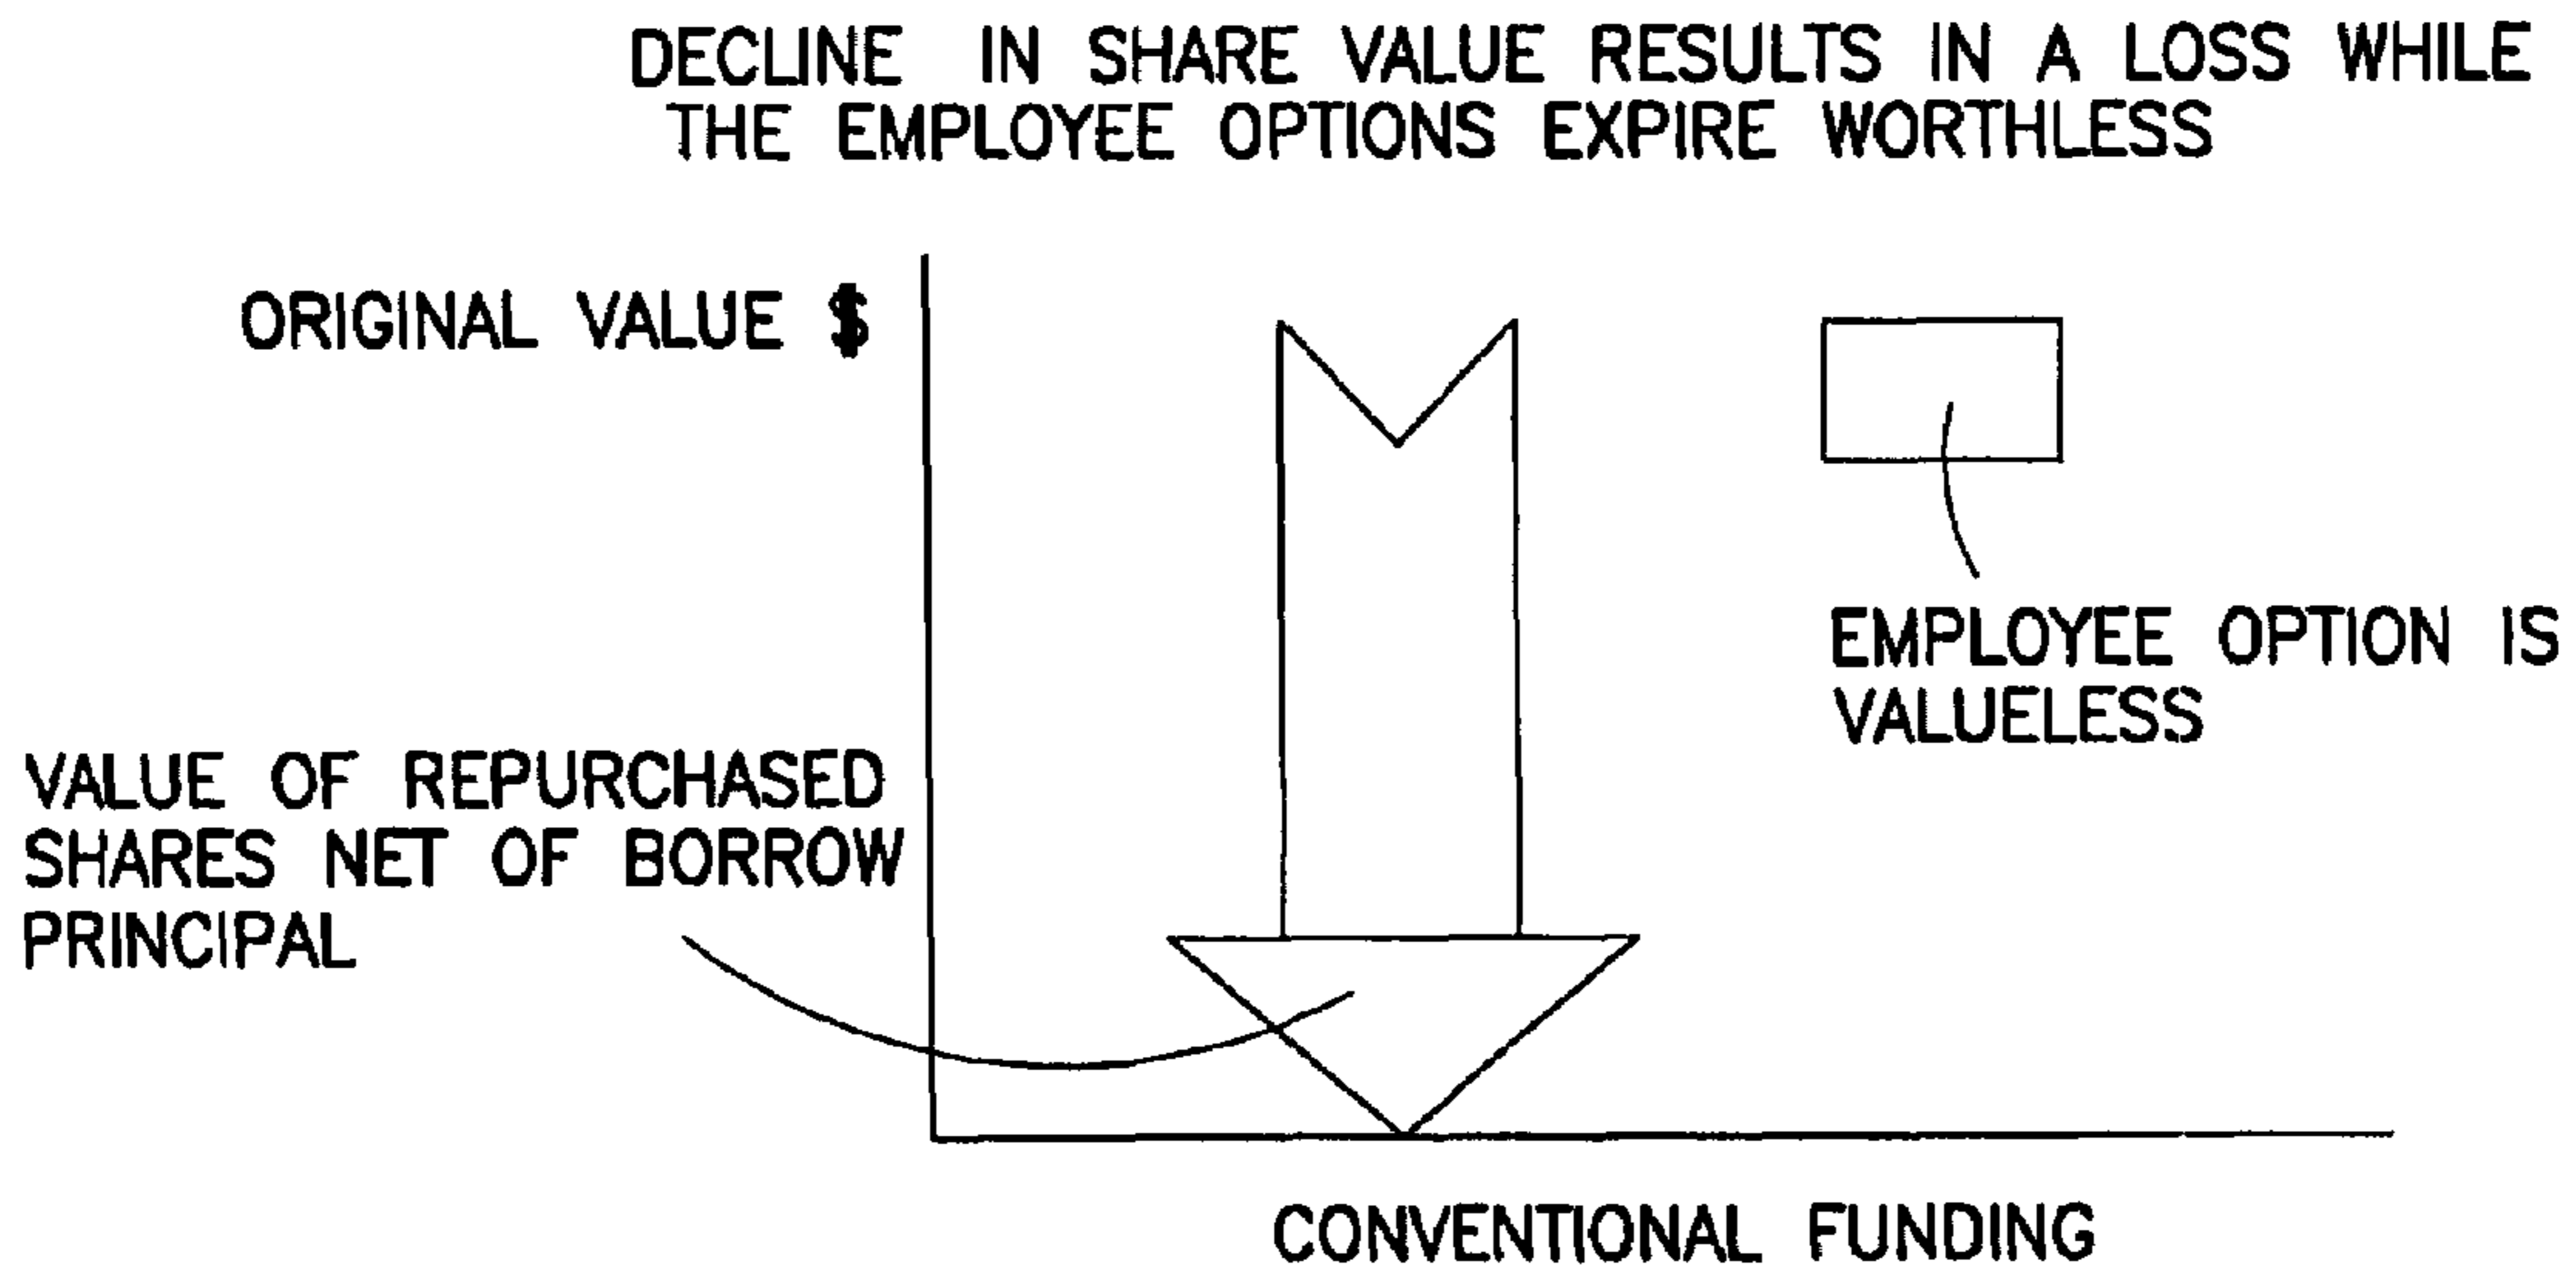 DECLINE IN SHARE VALUE RESULTS IN A LOSS WHILE
THE EMPLOYEE OPTIONS EXPIRE WORTHLESS
ORIGINAL VALUE $
EMPLOYEE OPTION IS
VALUELESS
VALUE OF REPURCHASED
SHARES NET OF BORROW
PRINCIPAL
CONVENTIONAL FUNDING